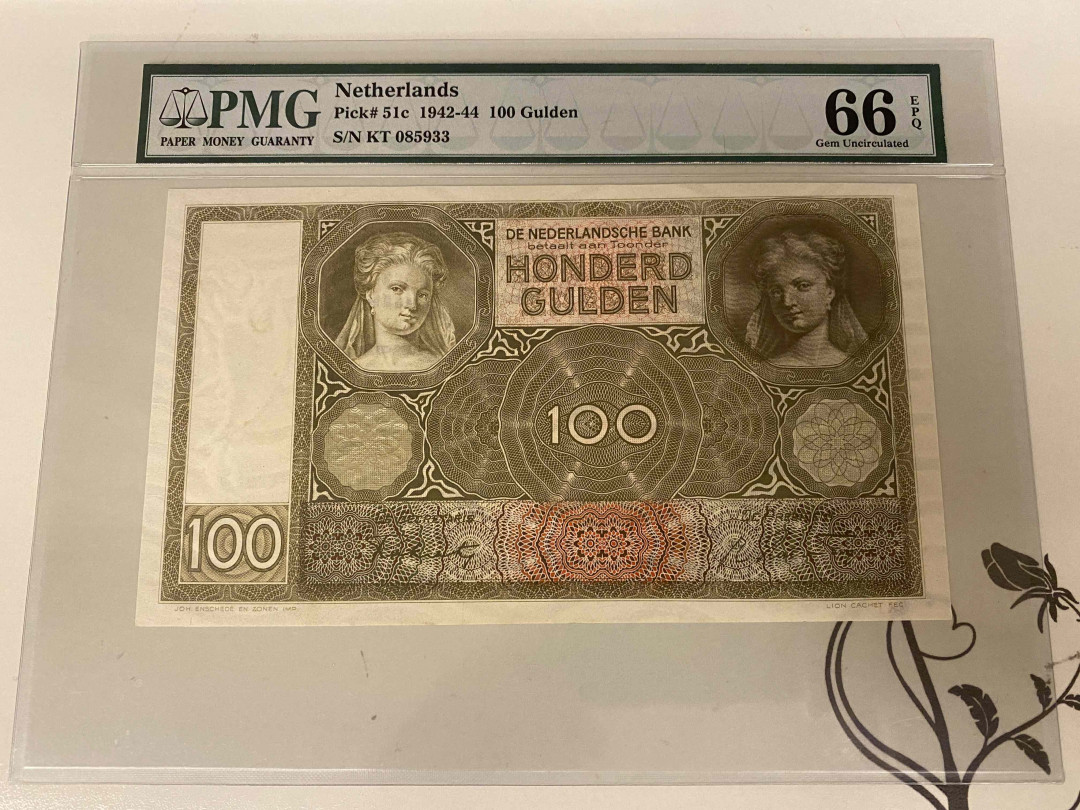 PMG
PAPER MONEY GUARANTY
Netherlands
Pick# 51c 1942-44 100 Gulden
S/N KT 085933
66
EPQ
Gem Uncirculated
DE NEDERLANDSCHE BANK
betaalt aan Toonder
HONDERD
GULDEN
100
100
JOH. ENSCHEDÉ EN ZONEN IMP.
LION CACHET FEC.